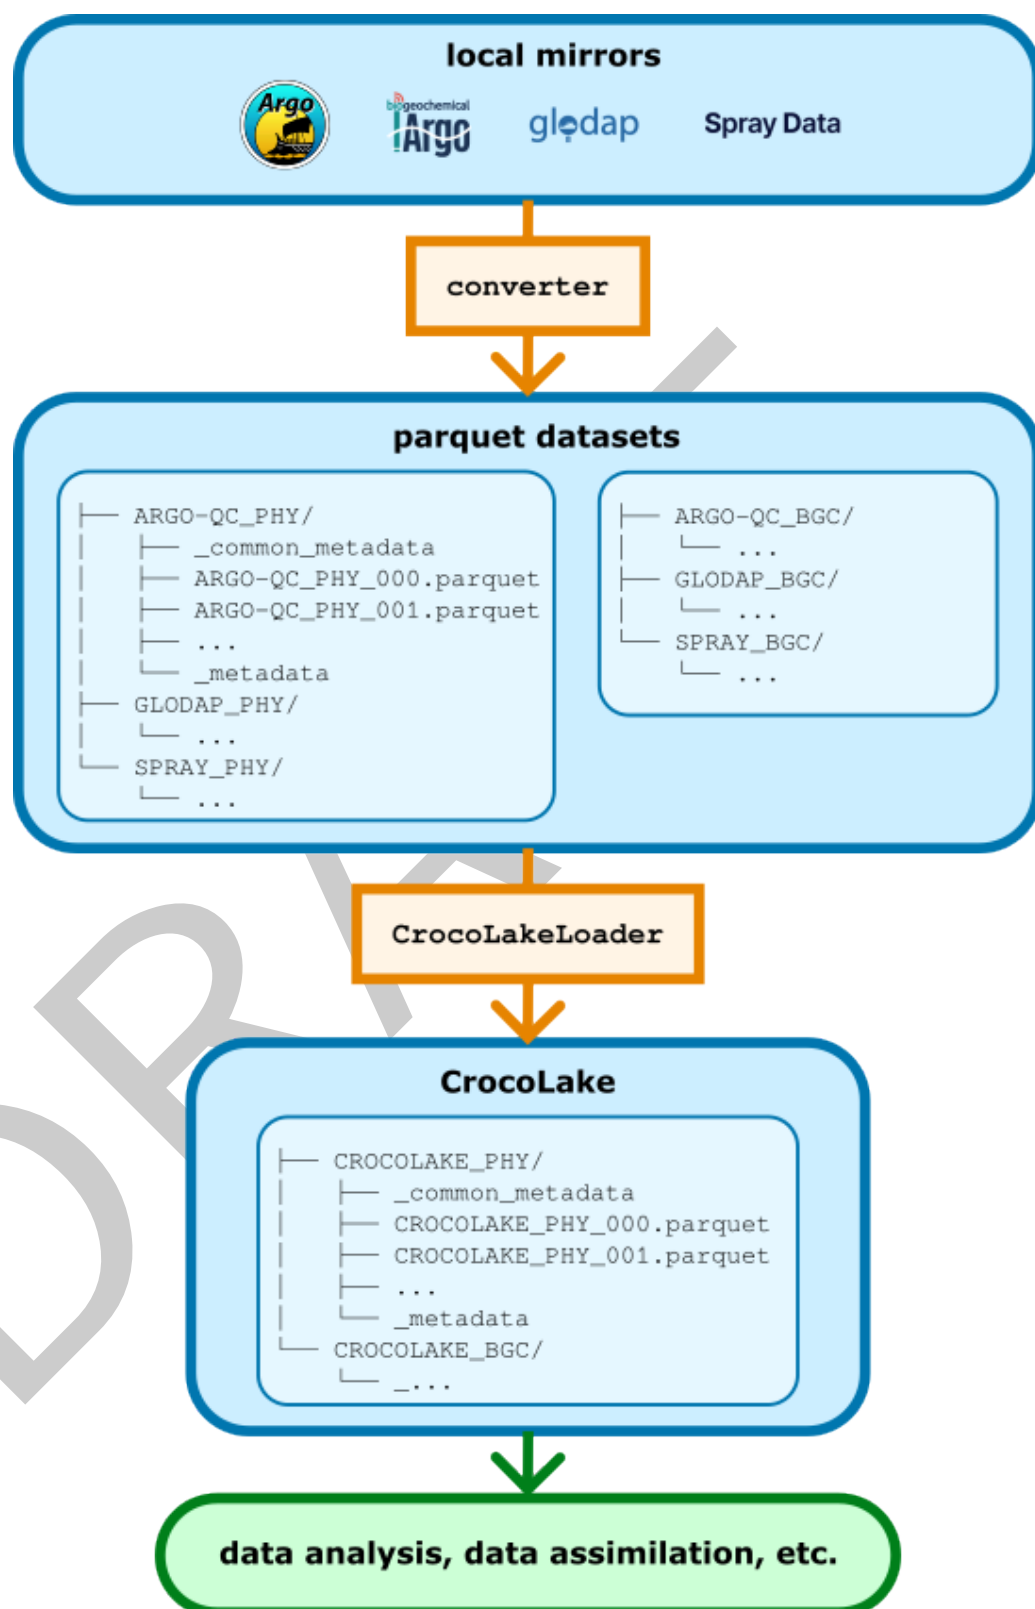 local mirrors
Argo
biogeochemical
Argo
glodap
Spray Data
converter
parquet datasets
├── ARGO-QC_PHY/
│   ├── _common_metadata
│   ├── ARGO-QC_PHY_000.parquet
│   ├── ARGO-QC_PHY_001.parquet
│   ├── ...
│   └── _metadata
├── GLODAP_PHY/
│   └── ...
└── SPRAY_PHY/
    └── ...
├── ARGO-QC_BGC/
│   └── ...
├── GLODAP_BGC/
│   └── ...
└── SPRAY_BGC/
    └── ...
CrocoLakeLoader
CrocoLake
├── CROCOLAKE_PHY/
│   ├── _common_metadata
│   ├── CROCOLAKE_PHY_000.parquet
│   ├── CROCOLAKE_PHY_001.parquet
│   ├── ...
│   └── _metadata
└── CROCOLAKE_BGC/
    └── _...
data analysis, data assimilation, etc.
DRAFT